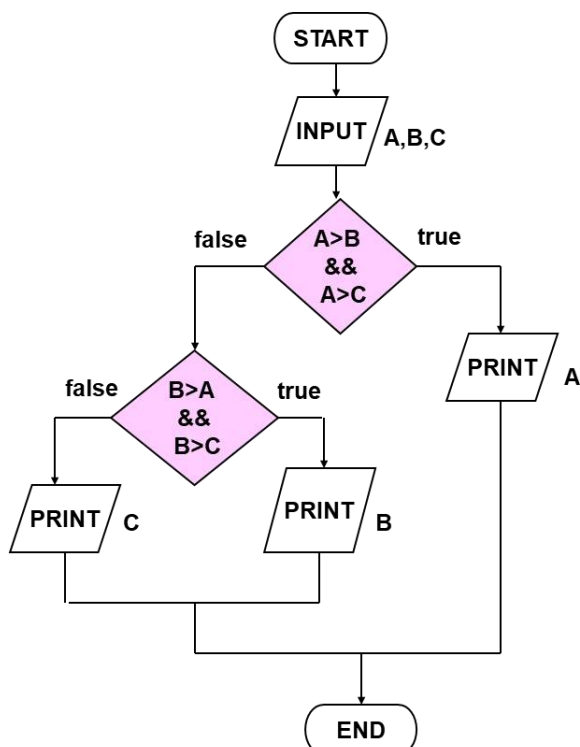 START
INPUT
A,B,C
false
A>B
&&
A>C
true
PRINT
A
false
B>A
&&
B>C
true
PRINT
C
PRINT
B
END